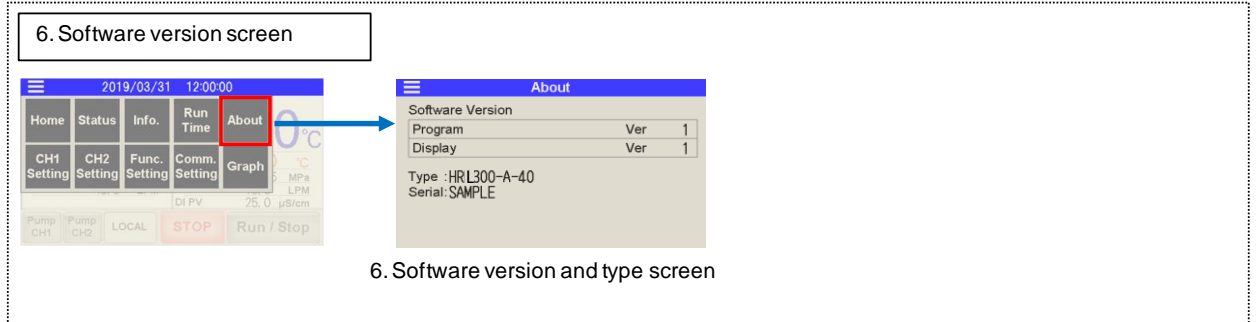 6. Software version screen
2019/03/31 12:00:00
Home Status Info. Run Time About
CH1 Setting CH2 Setting Func. Setting Comm. Setting Graph
0 °C
°C
MPa
LPM
DI PV 25.0 µS/cm
Pump CH1 Pump CH2 LOCAL STOP Run / Stop
About
Software Version
Program Ver 1
Display Ver 1
Type :HRL300-A-40
Serial:SAMPLE
6. Software version and type screen